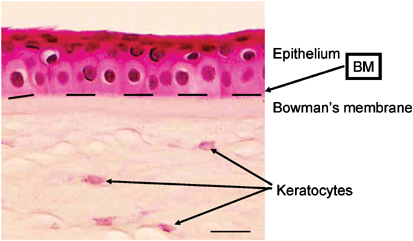 Epithelium
BM
Bowman's membrane
Keratocytes